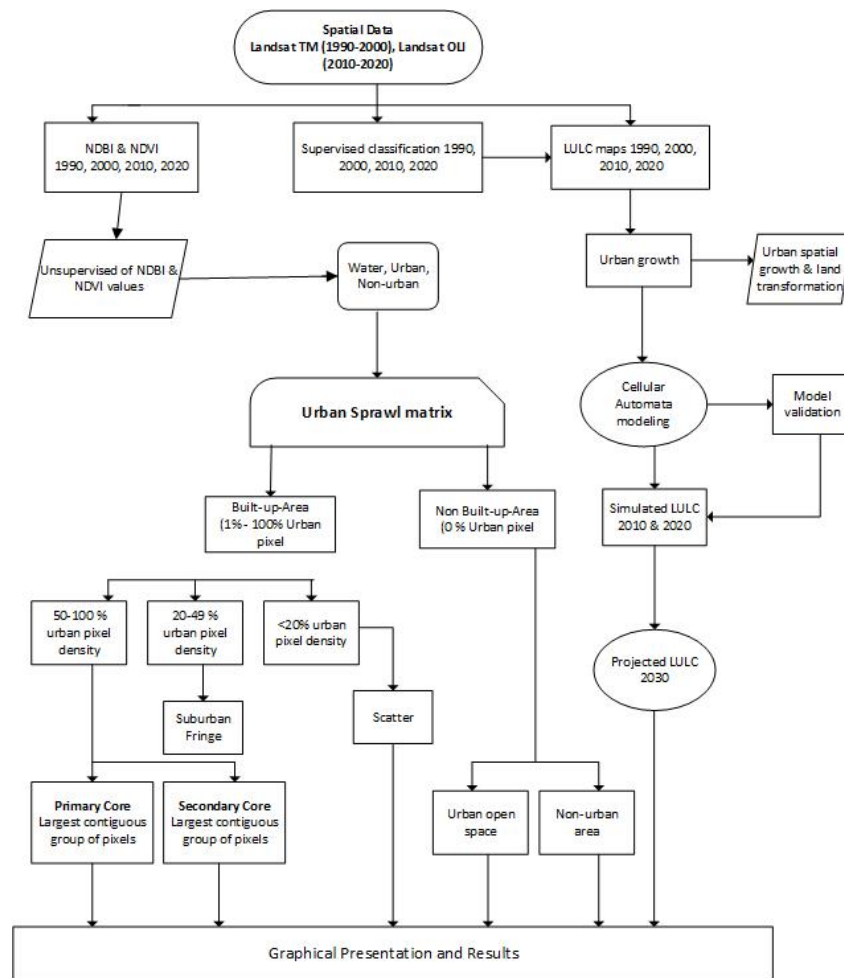 Spatial Data
Landsat TM (1990-2000), Landsat OLI
(2010-2020)
NDBI & NDVI
1990, 2000, 2010, 2020
Supervised classification 1990,
2000, 2010, 2020
LULC maps 1990, 2000,
2010, 2020
Unsupervised of NDBI &
NDVI values
Water, Urban,
Non-urban
Urban growth
Urban spatial
growth & land
transformation
Urban Sprawl matrix
Cellular
Automata
modeling
Model
validation
Built-up-Area
(1% - 100% Urban
pixel
Non Built-up-Area
(0 % Urban pixel
Simulated LULC
2010 & 2020
50-100 %
urban pixel
density
20-49 %
urban pixel
density
<20% urban
pixel density
Projected LULC
2030
Suburban
Fringe
Scatter
Primary Core
Largest contiguous
group of pixels
Secondary Core
Largest contiguous
group of pixels
Urban open
space
Non-urban
area
Graphical Presentation and Results